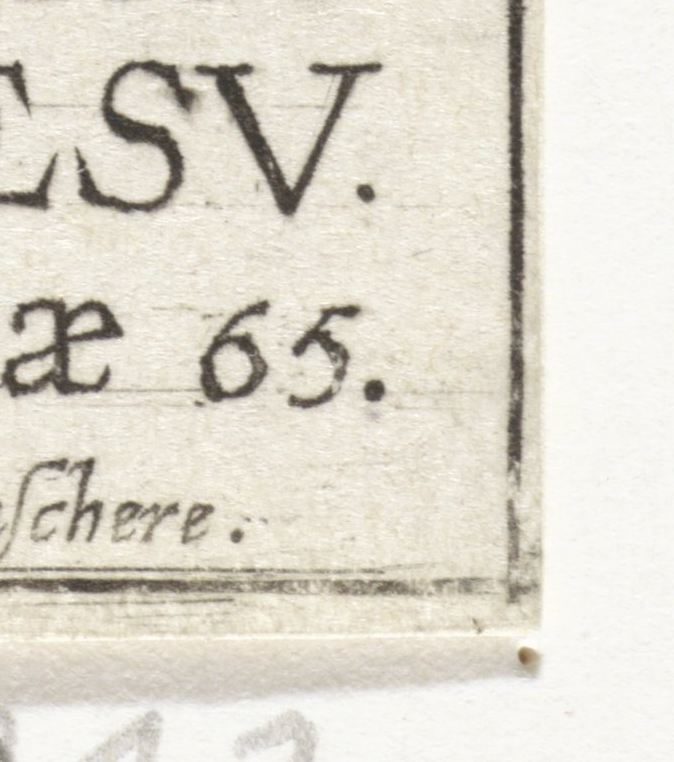 ESV.
æ 65.
ſchere.